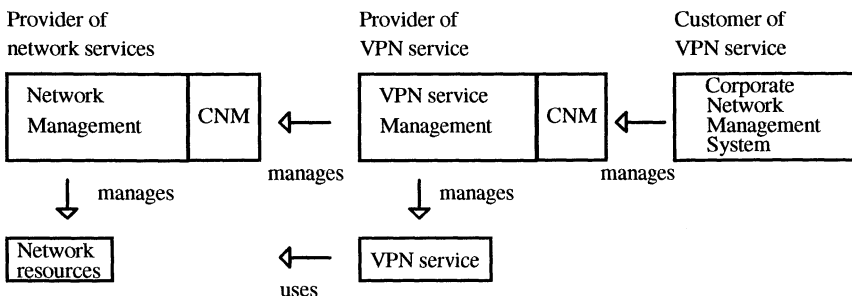 Provider of
network services
Provider of
VPN service
Customer of
VPN service
Network
Management
CNM
VPN service
Management
CNM
Corporate
Network
Management
System
manages
manages
manages
manages
Network
resources
VPN service
uses